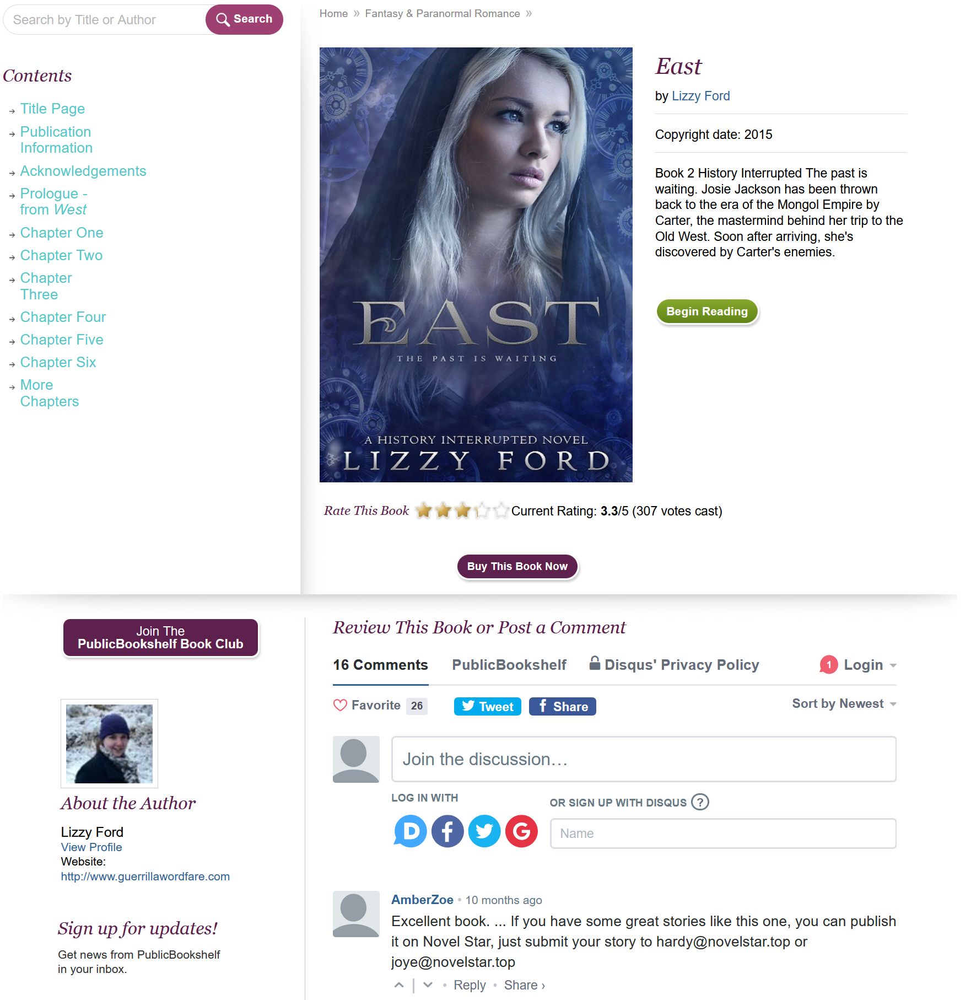 Search by Title or Author
Search
Contents
Title Page
Publication
Information
Acknowledgements
Prologue -
from West
Chapter One
Chapter Two
Chapter
Three
Chapter Four
Chapter Five
Chapter Six
More
Chapters
Home » Fantasy & Paranormal Romance »
EAST
THE PAST IS WAITING
A HISTORY INTERRUPTED NOVEL
LIZZY FORD
East
by Lizzy Ford
Copyright date: 2015
Book 2 History Interrupted The past is
waiting. Josie Jackson has been thrown
back to the era of the Mongol Empire by
Carter, the mastermind behind her trip to the
Old West. Soon after arriving, she's
discovered by Carter's enemies.
Begin Reading
Rate This Book Current Rating: 3.3/5 (307 votes cast)
Buy This Book Now
Join The
PublicBookshelf Book Club
About the Author
Lizzy Ford
View Profile
Website:
http://www.guerrillawordfare.com
Sign up for updates!
Get news from PublicBookshelf
in your inbox.
Review This Book or Post a Comment
16 Comments PublicBookshelf Disqus' Privacy Policy 1 Login
Favorite 26 Tweet f Share Sort by Newest
Join the discussion…
LOG IN WITH
OR SIGN UP WITH DISQUS ?
D f G
Name
AmberZoe • 10 months ago
Excellent book. ... If you have some great stories like this one, you can publish
it on Novel Star, just submit your story to hardy@novelstar.top or
joye@novelstar.top
• Reply • Share ›